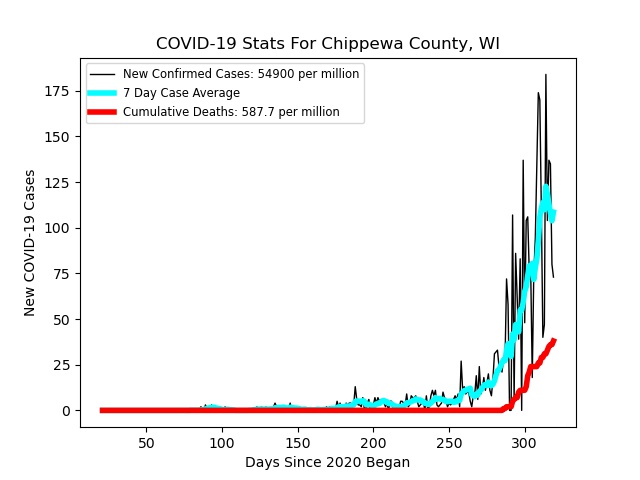 COVID-19 Stats For Chippewa County, WI
New Confirmed Cases: 54900 per million
7 Day Case Average
Cumulative Deaths: 587.7 per million
175
150
125
100
75
50
25
0
New COVID-19 Cases
50 100 150 200 250 300
Days Since 2020 Began